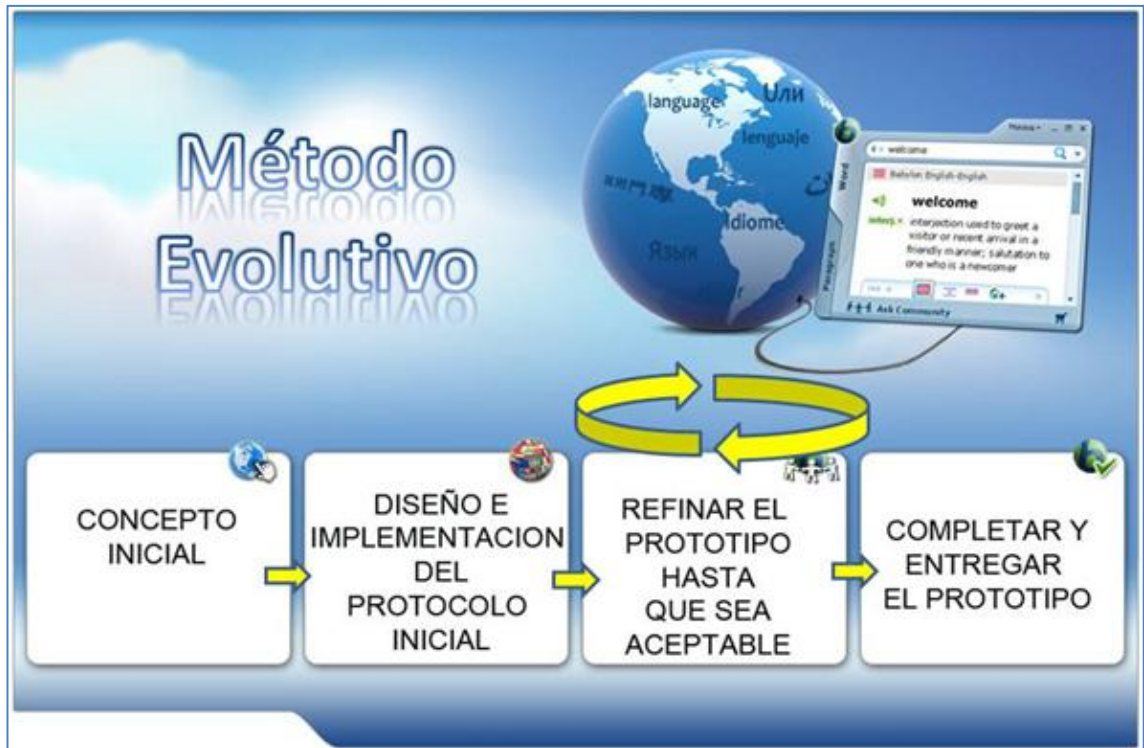 Método
Evolutivo
language
Uли
lenguaje
Idiome
Язык
welcome
Babylon English-English
welcome
interj.
interjection used to greet a
visitor or recent arrival in a
friendly manner; salutation to
one who is a newcomer
Word
Paragraph
Ask Community
CONCEPTO
INICIAL
DISEÑO E
IMPLEMENTACION
DEL
PROTOCOLO
INICIAL
REFINAR EL
PROTOTIPO
HASTA
QUE SEA
ACEPTABLE
COMPLETAR Y
ENTREGAR
EL PROTOTIPO